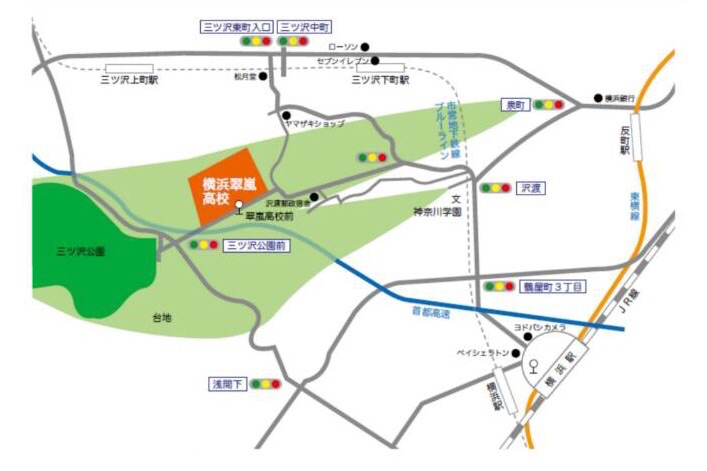 三ツ沢東町入口
三ツ沢中町
ローソン
セブンイレブン
三ツ沢上町駅
松月堂
三ツ沢下町駅
泉町
横浜銀行
ヤマザキショップ
市営地下鉄線
ブルーライン
反町駅
横浜翠嵐
高校
沢渡郵政宿舎
翠嵐高校前
文
神奈川学園
沢渡
東横線
三ツ沢公園
三ツ沢公園前
台地
首都高速
鶴屋町3丁目
JR線
ヨドバシカメラ
ベイシェラトン
横浜駅
横浜駅
浅間下